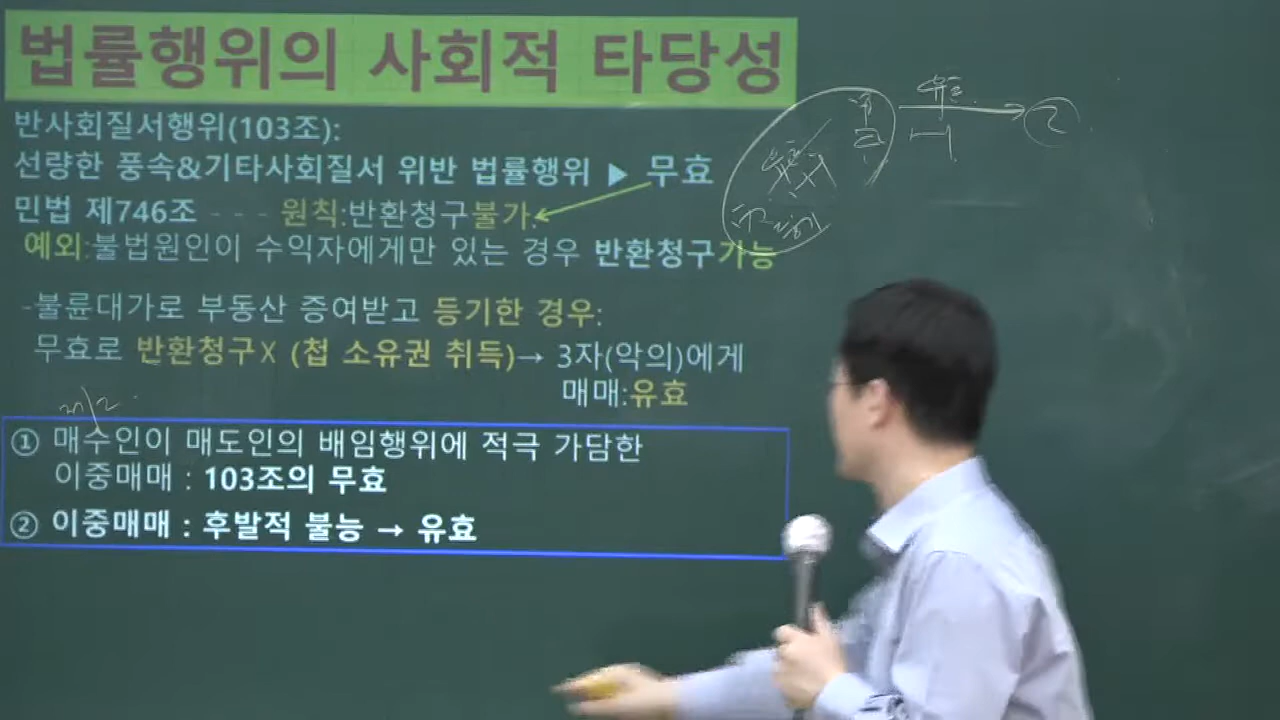 법률행위의 사회적 타당성
반사회질서행위(103조):
선량한 풍속&기타사회질서 위반 법률행위 ▶ 무효
민법 제746조 - - - 원칙:반환청구불가.
예외:불법원인이 수익자에게만 있는 경우 반환청구가능
-불륜대가로 부동산 증여받고 등기한 경우:
무효로 반환청구X (첩 소유권 취득)→ 3자(악의)에게
매매:유효
① 매수인이 매도인의 배임행위에 적극 가담한
이중매매 : 103조의 무효
② 이중매매 : 후발적 불능 → 유효